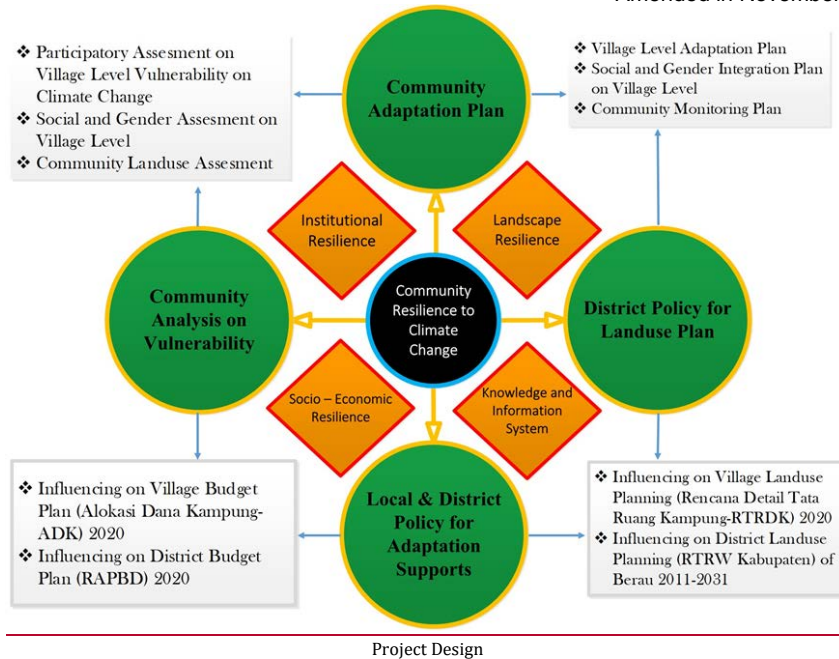 Amended in November
❖ Participatory Assesment on
Village Level Vulnerability on
Climate Change
❖ Social and Gender Assesment on
Village Level
❖ Community Landuse Assesment
Community
Adaptation Plan
❖ Village Level Adaptation Plan
❖ Social and Gender Integration Plan
on Village Level
❖ Community Monitoring Plan
Institutional
Resilience
Landscape
Resilience
Community
Analysis on
Vulnerability
Community
Resilience to
Climate
Change
District Policy for
Landuse Plan
Socio – Economic
Resilience
Knowledge and
Information
System
❖ Influencing on Village Budget
Plan (Alokasi Dana Kampung-
ADK) 2020
❖ Influencing on District Budget
Plan (RAPBD) 2020
Local & District
Policy for
Adaptation
Supports
❖ Influencing on Village Landuse
Planning (Rencana Detail Tata
Ruang Kampung-RTRDK) 2020
❖ Influencing on District Landuse
Planning (RTRW Kabupaten) of
Berau 2011-2031
Project Design